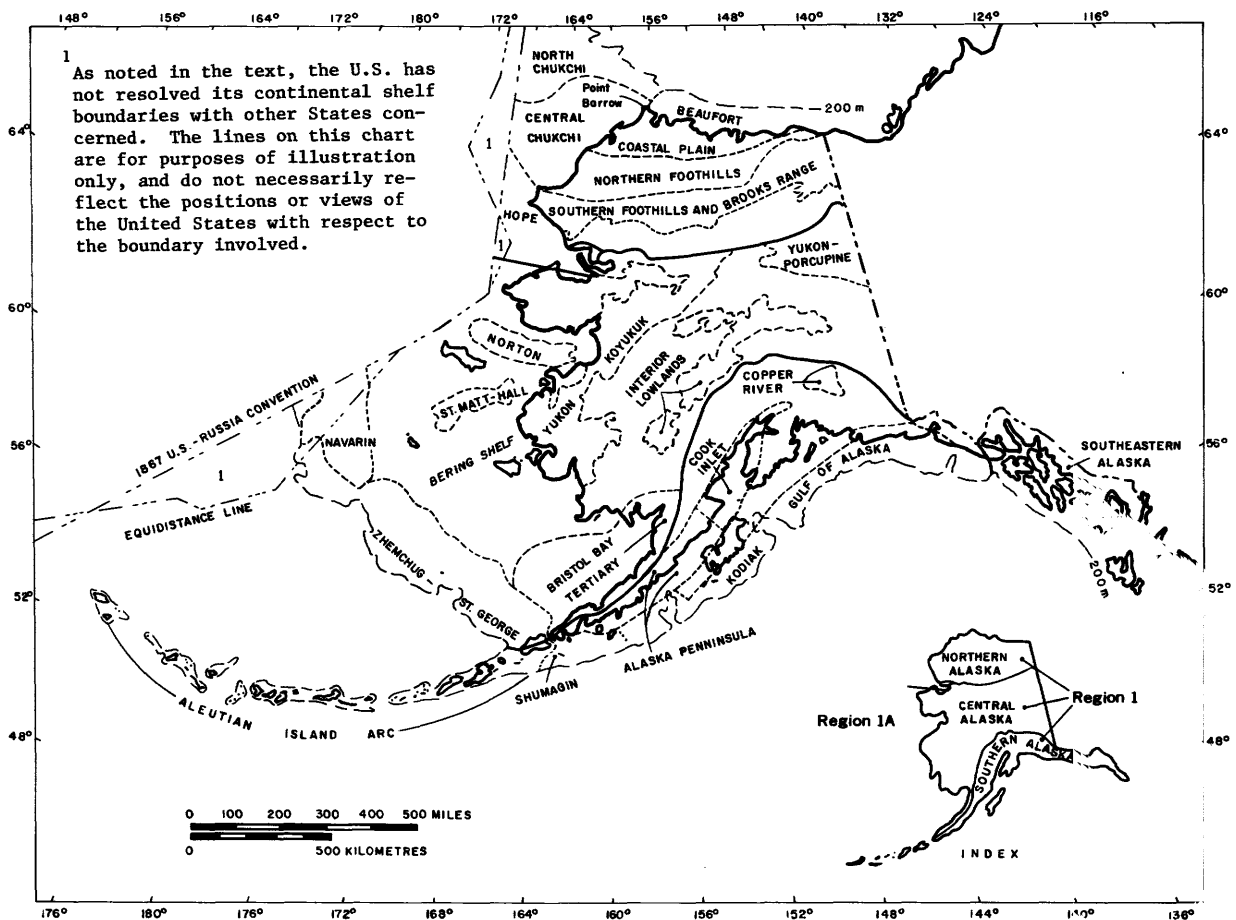 148° 156° 164° 172° 180° 172° 164° 156° 148° 140° 132° 124° 116°
1
As noted in the text, the U.S. has
not resolved its continental shelf
boundaries with other States con-
cerned. The lines on this chart
are for purposes of illustration
only, and do not necessarily re-
flect the positions or views of
the United States with respect to
the boundary involved.
NORTH
CHUKCHI
Point
Barrow
BEAUFORT
200 m
64°
64°
CENTRAL
CHUKCHI
1
COASTAL PLAIN
NORTHERN FOOTHILLS
SOUTHERN FOOTHILLS AND BROOKS RANGE
HOPE
1
YUKON-
PORCUPINE
60°
60°
NORTON
KOYUKUK
INTERIOR
LOWLANDS
COPPER
RIVER
1867 U.S.-RUSSIA CONVENTION
ST. MATT-HALL
YUKON
56°
56°
NAVARIN
BERING SHELF
COOK
INLET
GULF OF ALASKA
SOUTHEASTERN
ALASKA
1
EQUIDISTANCE LINE
ZHEMCHUG
BRISTOL BAY
TERTIARY
KODIAK
200m
52°
52°
ST. GEORGE
ALASKA PENNINSULA
SHUMAGIN
ALEUTIAN ISLAND ARC
NORTHERN
ALASKA
Region 1
CENTRAL
ALASKA
Region 1A
SOUTHERN ALASKA
48°
48°
0 100 200 300 400 500 MILES
0 500 KILOMETRES
INDEX
176° 180° 176° 172° 168° 164° 160° 156° 152° 148° 144° 140° 136°